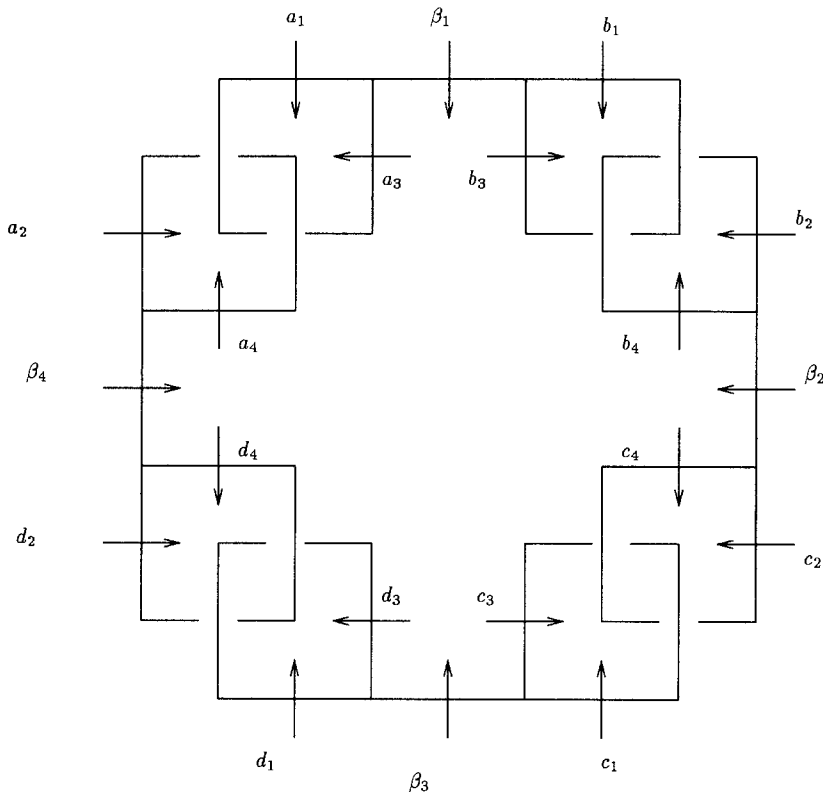 a₁ β₁ b₁
a₃ b₃
a₂ b₂
a₄ b₄
β₄ β₂
d₄ c₄
d₂ c₂
d₃ c₃
d₁ β₃ c₁